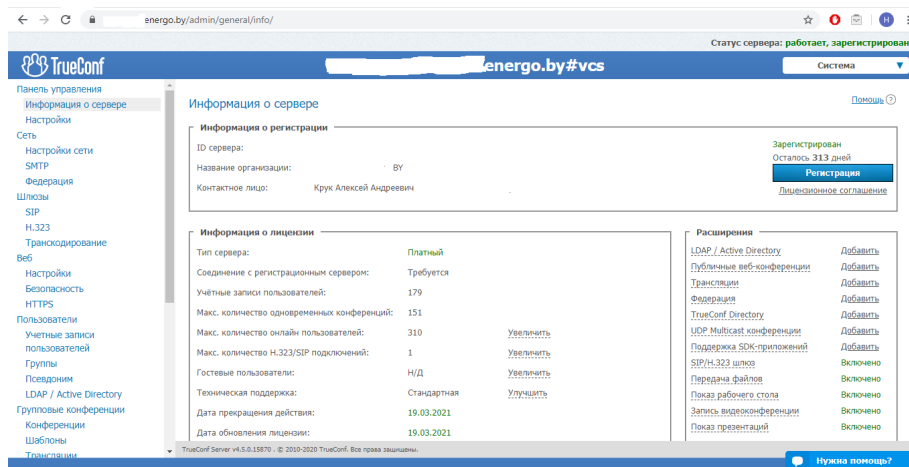 energo.by/admin/general/info/
Статус сервера: работает, зарегистрирован
TrueConf
energo.by#vcs
Система
Панель управления
Информация о сервере
Настройки
Сеть
Настройки сети
SMTP
Федерация
Шлюзы
SIP
H.323
Транскодирование
Веб
Настройки
Безопасность
HTTPS
Пользователи
Учетные записи
пользователей
Группы
Псевдоним
LDAP / Active Directory
Групповые конференции
Конференции
Шаблоны
Трансляции
Информация о сервере
Помощь ?
Информация о регистрации
ID сервера:
Зарегистрирован
Осталось 313 дней
Название организации: BY
Регистрация
Контактное лицо: Крук Алексей Андреевич
Лицензионное соглашение
Информация о лицензии
Тип сервера: Платный
Соединение с регистрационным сервером: Требуется
Учётные записи пользователей: 179
Макс. количество одновременных конференций: 151
Макс. количество онлайн пользователей: 310 Увеличить
Макс. количество H.323/SIP подключений: 1 Увеличить
Гостевые пользователи: Н/Д Увеличить
Техническая поддержка: Стандартная Улучшить
Дата прекращения действия: 19.03.2021
Дата обновления лицензии: 19.03.2021
Расширения
LDAP / Active Directory Добавить
Публичные веб-конференции Добавить
Трансляции Добавить
Федерация Добавить
TrueConf Directory Добавить
UDP Multicast конференции Добавить
Поддержка SDK-приложений Добавить
SIP/H.323 шлюз Включено
Передача файлов Включено
Показ рабочего стола Включено
Запись видеоконференции Включено
Показ презентаций Включено
TrueConf Server v4.5.0.15870 . © 2010-2020 TrueConf. Все права защищены.
Нужна помощь?